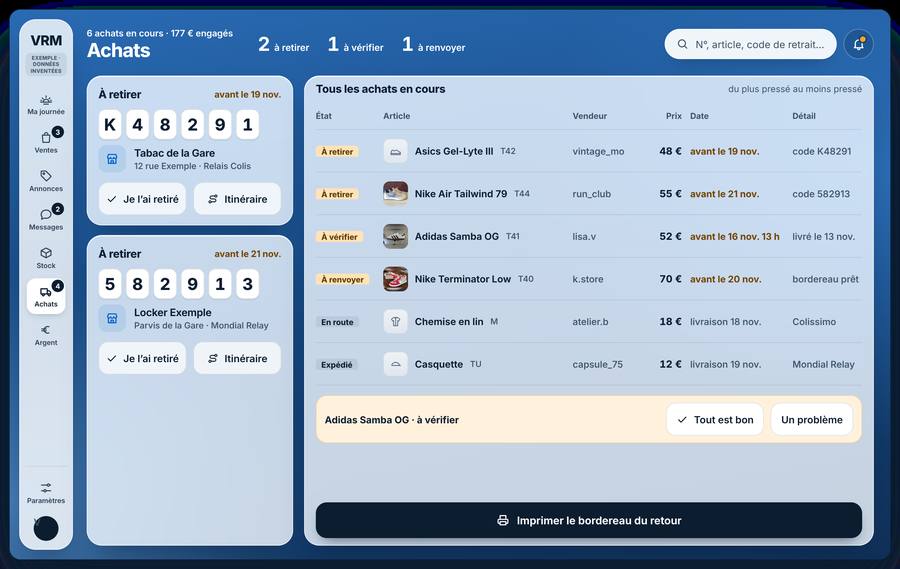 VRM
EXEMPLE ·
DONNÉES
INVENTÉES
Ma journée
3
Ventes
Annonces
2
Messages
Stock
4
Achats
€
Argent
Paramètres
6 achats en cours · 177 € engagés
Achats
2 à retirer 1 à vérifier 1 à renvoyer
N°, article, code de retrait…
À retirer avant le 19 nov.
K 4 8 2 9 1
Tabac de la Gare
12 rue Exemple · Relais Colis
Je l’ai retiré Itinéraire
À retirer avant le 21 nov.
5 8 2 9 1 3
Locker Exemple
Parvis de la Gare · Mondial Relay
Je l’ai retiré Itinéraire
Tous les achats en cours du plus pressé au moins pressé
État Article Vendeur Prix Date Détail
À retirer Asics Gel-Lyte III T42 vintage_mo 48 € avant le 19 nov. code K48291
À retirer Nike Air Tailwind 79 T44 run_club 55 € avant le 21 nov. code 582913
À vérifier Adidas Samba OG T41 lisa.v 52 € avant le 16 nov. 13 h livré le 13 nov.
À renvoyer Nike Terminator Low T40 k.store 70 € avant le 20 nov. bordereau prêt
En route Chemise en lin M atelier.b 18 € livraison 18 nov. Colissimo
Expédié Casquette TU capsule_75 12 € livraison 19 nov. Mondial Relay
Adidas Samba OG · à vérifier Tout est bon Un problème
Imprimer le bordereau du retour